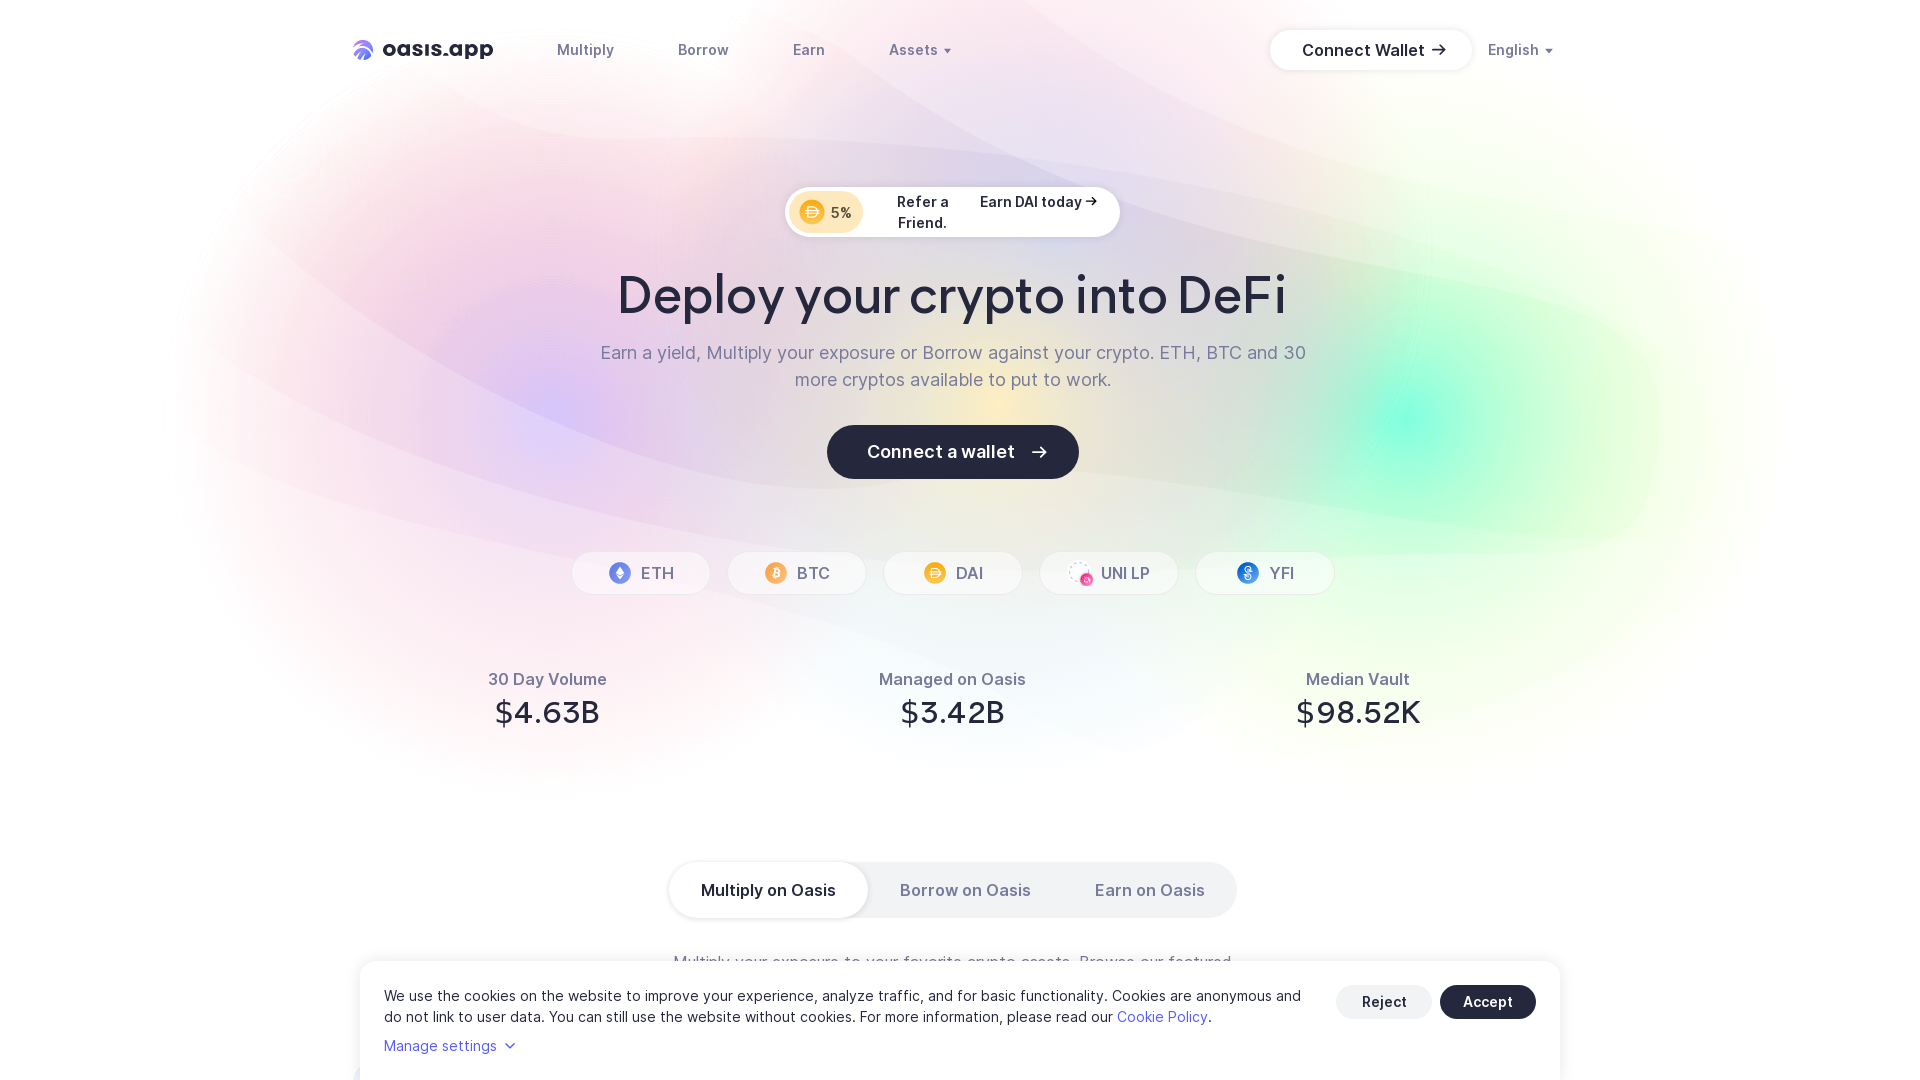 oasis.app
Multiply
Borrow
Earn
Assets
Connect Wallet
English
5%
Refer a
Friend.
Earn DAI today
Deploy your crypto into DeFi
Earn a yield, Multiply your exposure or Borrow against your crypto. ETH, BTC and 30
more cryptos available to put to work.
Connect a wallet
ETH
BTC
DAI
UNI LP
YFI
30 Day Volume
$4.63B
Managed on Oasis
$3.42B
Median Vault
$98.52K
Multiply on Oasis
Borrow on Oasis
Earn on Oasis
Multiply your exposure to your favorite crypto assets. Browse our featured
We use the cookies on the website to improve your experience, analyze traffic, and for basic functionality. Cookies are anonymous and
do not link to user data. You can still use the website without cookies. For more information, please read our Cookie Policy.
Manage settings
Reject
Accept